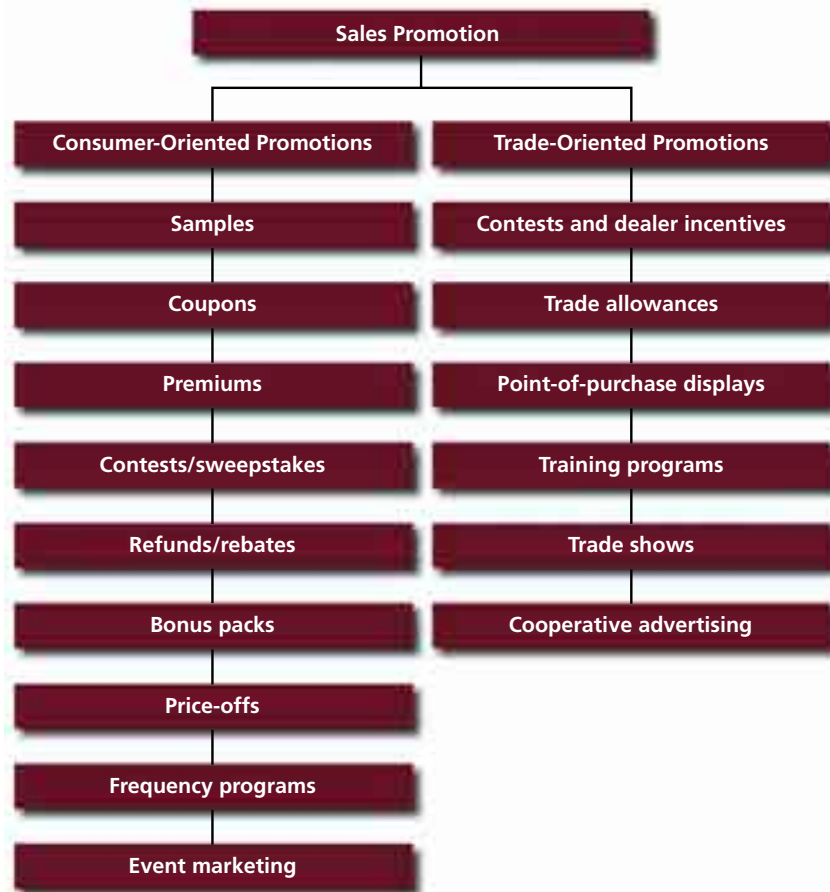 Sales Promotion
Consumer-Oriented Promotions
Samples
Coupons
Premiums
Contests/sweepstakes
Refunds/rebates
Bonus packs
Price-offs
Frequency programs
Event marketing
Trade-Oriented Promotions
Contests and dealer incentives
Trade allowances
Point-of-purchase displays
Training programs
Trade shows
Cooperative advertising